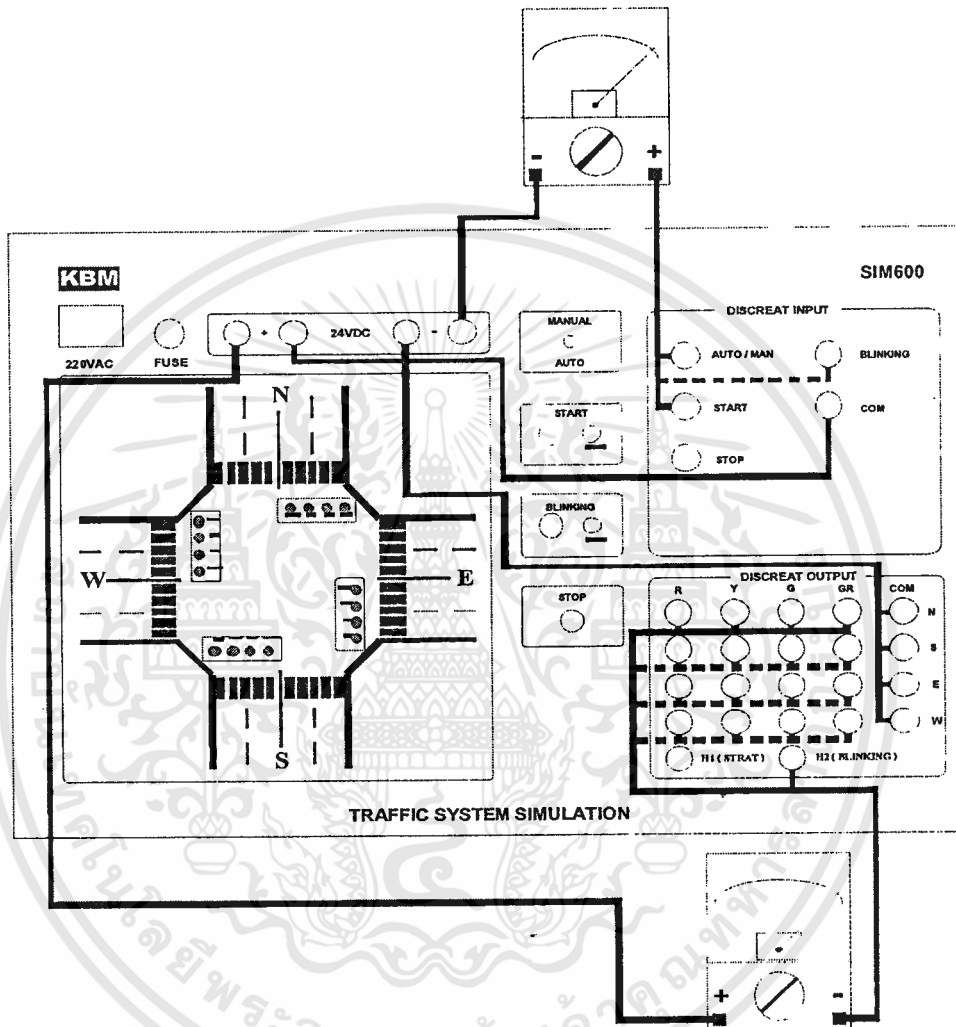 - +
KBM
SIM600
220VAC
FUSE
+ 24VDC -
MANUAL
AUTO
DISCREAT INPUT
AUTO / MAN
BLINKING
START
COM
STOP
START
BLINKING
STOP
N
W
E
S
DISCREAT OUTPUT
R Y G GR COM
N
S
E
W
H1 ( STRAT )
H2 ( BLINKING )
TRAFFIC SYSTEM SIMULATION
+ -